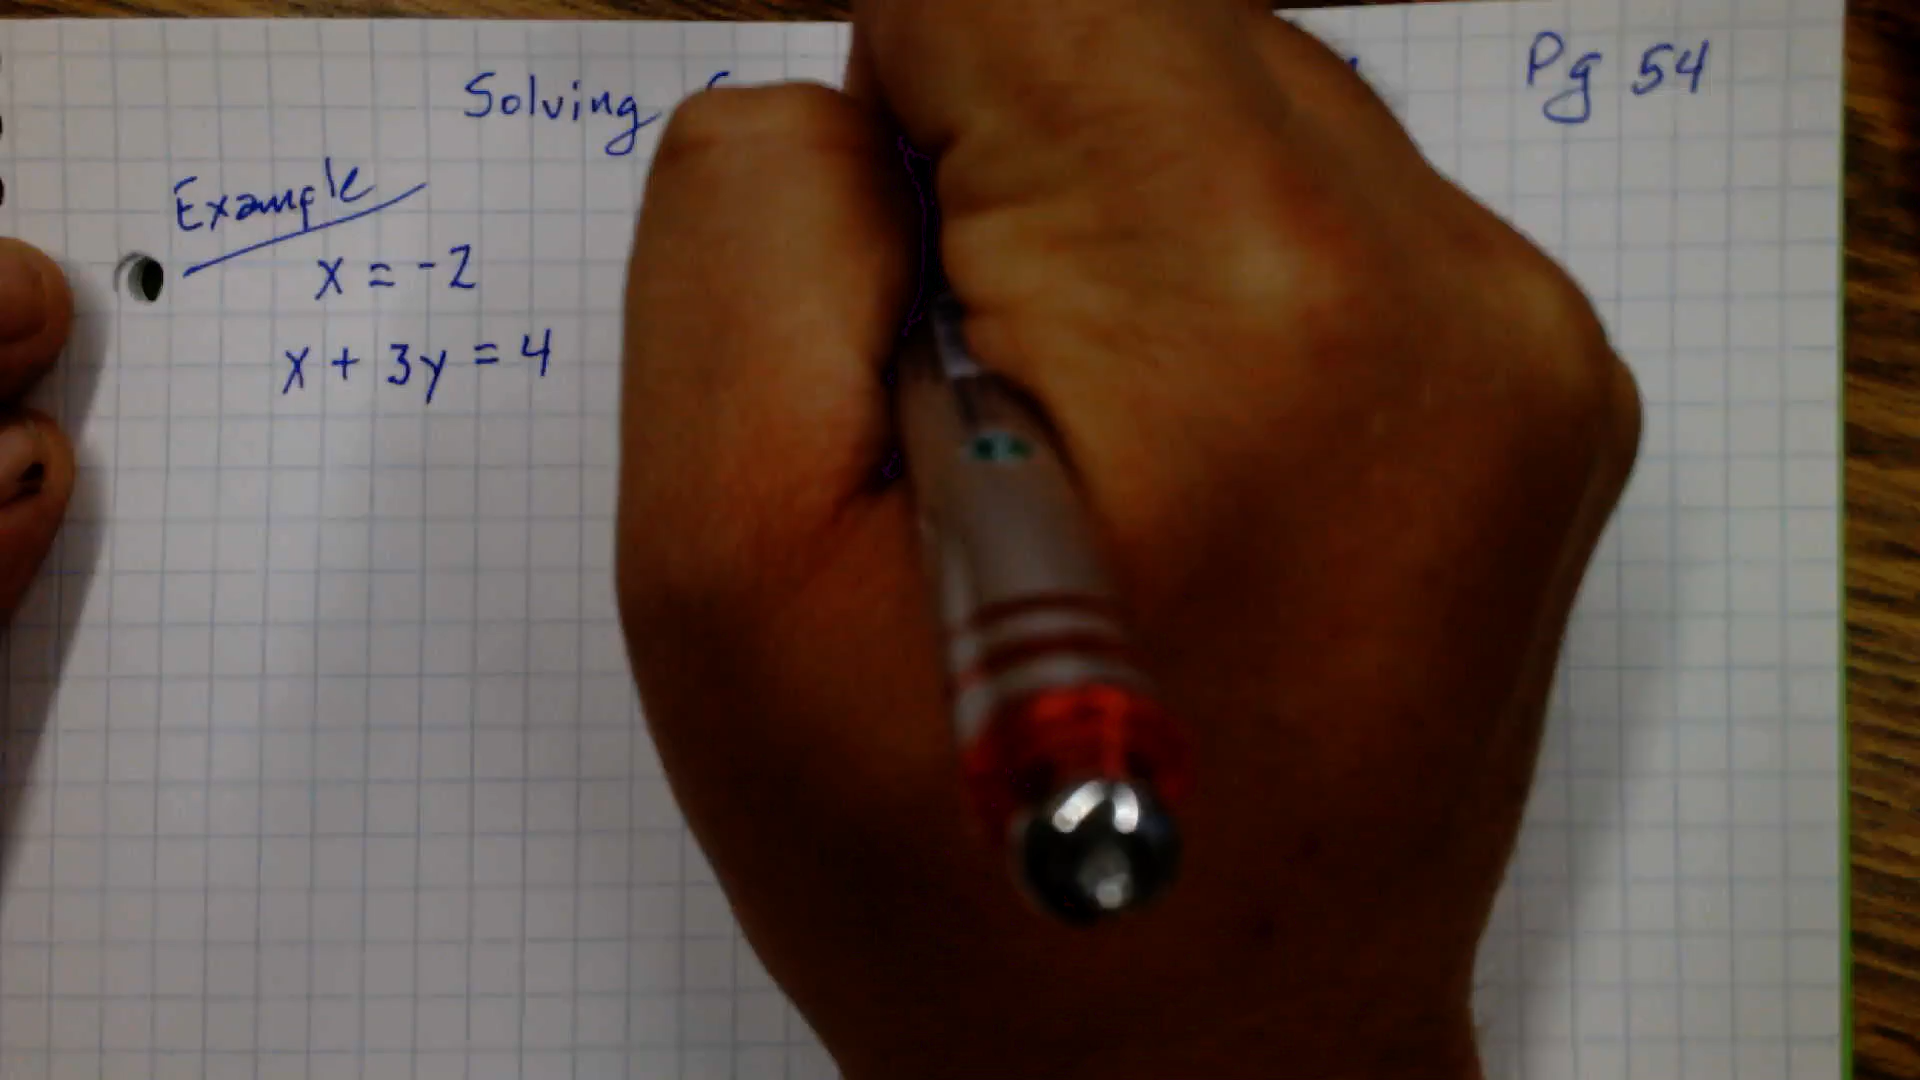 Solving Pg 54
Example
x = -2
x + 3y = 4